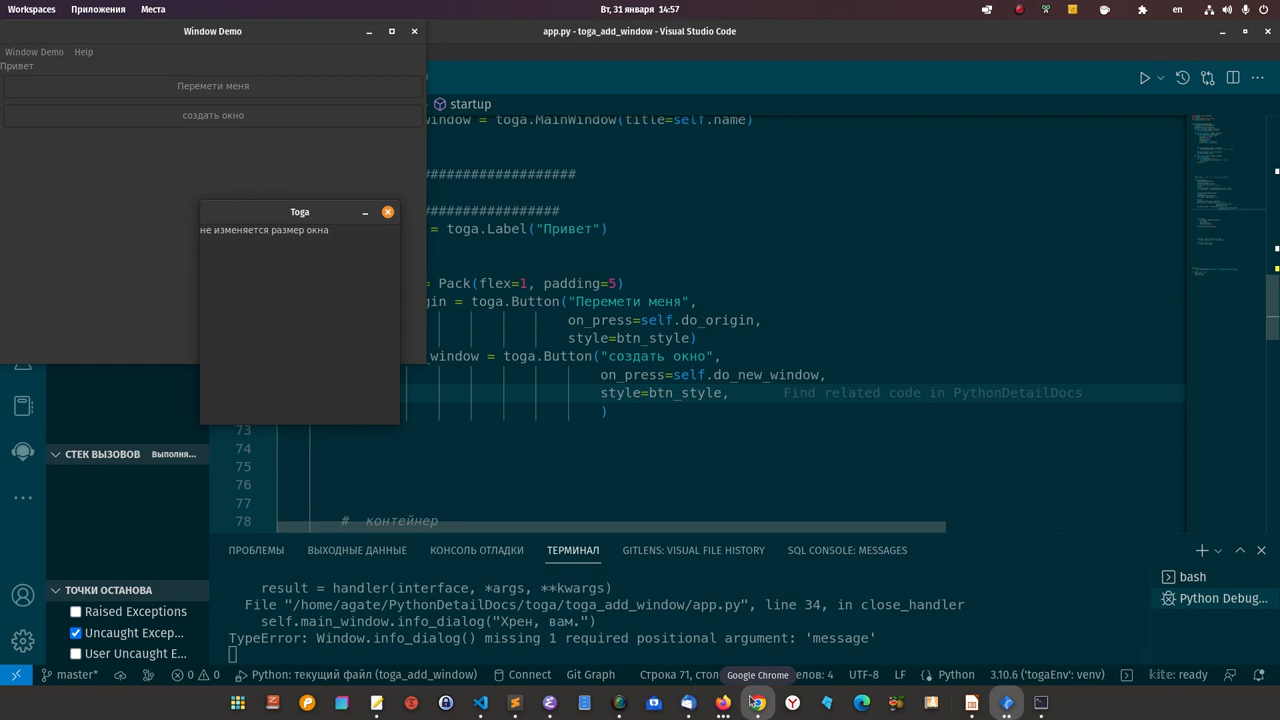 Workspaces Приложения Места
Вт, 31 января 14:57
en
Window Demo
app.py - toga_add_window - Visual Studio Code
Window Demo Help
Привет
Перемети меня
создать окно
startup
window = toga.MainWindow(title=self.name)
###################
#################
= toga.Label("Привет")
= Pack(flex=1, padding=5)
gin = toga.Button("Перемети меня",
on_press=self.do_origin,
style=btn_style)
_window = toga.Button("создать окно",
on_press=self.do_new_window,
style=btn_style, Find related code in PythonDetailDocs
)
Toga
не изменяется размер окна
73
74
75
76
77
78 # контейнер
СТЕК ВЫЗОВОВ Выполня...
ТОЧКИ ОСТАНОВА
Raised Exceptions
Uncaught Excep...
User Uncaught E...
ПРОБЛЕМЫ ВЫХОДНЫЕ ДАННЫЕ КОНСОЛЬ ОТЛАДКИ ТЕРМИНАЛ GITLENS: VISUAL FILE HISTORY SQL CONSOLE: MESSAGES
result = handler(interface, *args, **kwargs)
File "/home/agate/PythonDetailDocs/toga/toga_add_window/app.py", line 34, in close_handler
self.main_window.info_dialog("Хрен, вам.")
TypeError: Window.info_dialog() missing 1 required positional argument: 'message'
bash
Python Debug...
master* 0 0 Python: текущий файл (toga_add_window) Connect Git Graph Строка 71, стол елов: 4 UTF-8 LF Python 3.10.6 ('togaEnv': venv) kite: ready
Google Chrome